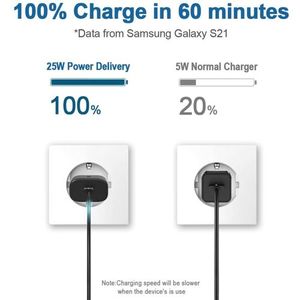 100% Charge in 60 minutes
*Data from Samsung Galaxy S21
25W Power Delivery
5W Normal Charger
100%
20%
*Note:Charging speed will be slower
when the device's is use